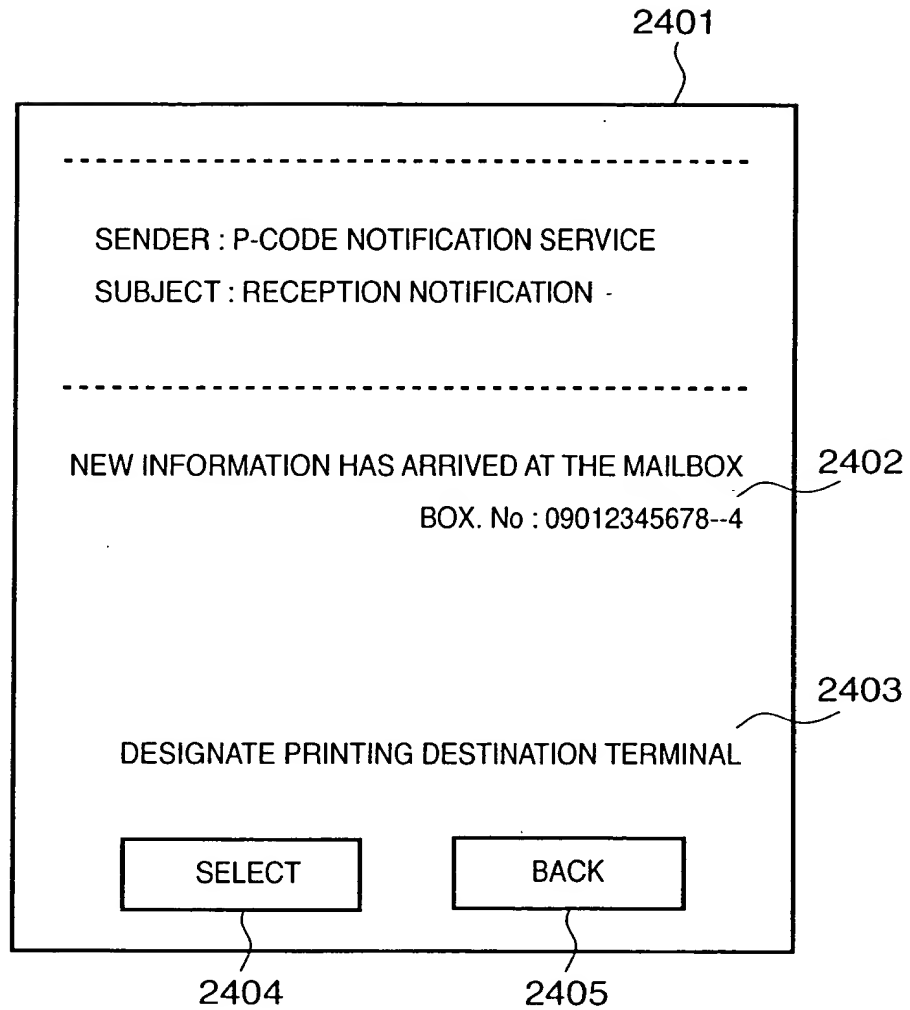 2401
SENDER : P-CODE NOTIFICATION SERVICE
SUBJECT : RECEPTION NOTIFICATION
NEW INFORMATION HAS ARRIVED AT THE MAILBOX
2402
BOX. No : 09012345678--4
2403
DESIGNATE PRINTING DESTINATION TERMINAL
SELECT BACK
2404 2405